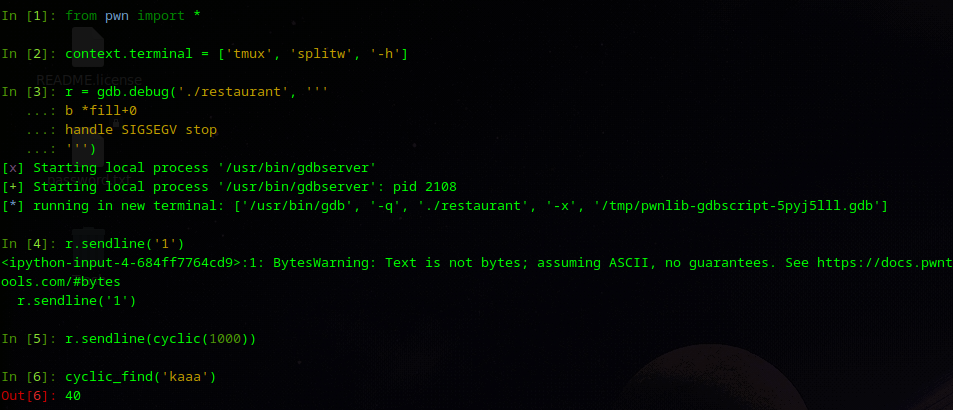 In [1]: from pwn import *
In [2]: context.terminal = ['tmux', 'splitw', '-h']
README.license
In [3]: r = gdb.debug('./restaurant', '''
...: b *fill+0
...: handle SIGSEGV stop
...: ''')
[x] Starting local process '/usr/bin/gdbserver'
[+] Starting local process '/usr/bin/gdbserver': pid 2108
[*] running in new terminal: ['/usr/bin/gdb', '-q', './restaurant', '-x', '/tmp/pwnlib-gdbscript-5pyj5lll.gdb']
In [4]: r.sendline('1')
<ipython-input-4-684ff7764cd9>:1: BytesWarning: Text is not bytes; assuming ASCII, no guarantees. See https://docs.pwnt
ools.com/#bytes
r.sendline('1')
In [5]: r.sendline(cyclic(1000))
In [6]: cyclic_find('kaaa')
Out[6]: 40